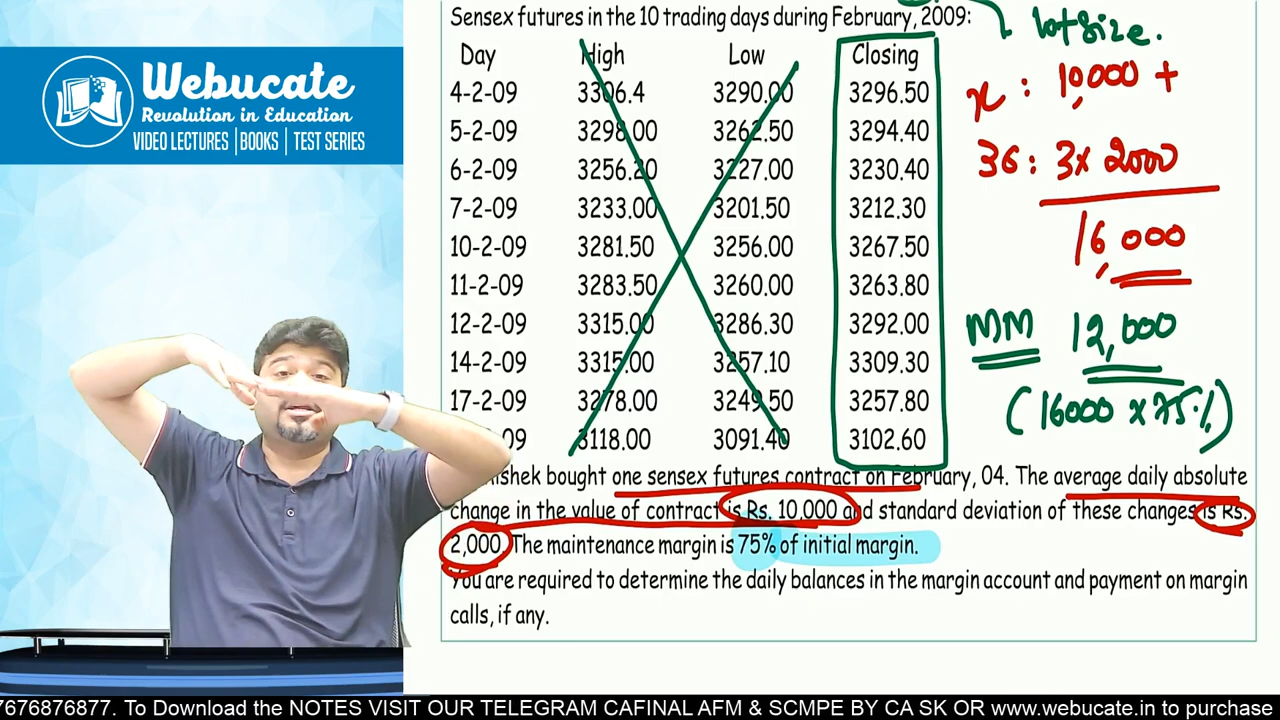 Webucate
Revolution in Education
VIDEO LECTURES | BOOKS | TEST SERIES
Sensex futures in the 10 trading days during February, 2009:
Day High Low Closing
4-2-09 3306.4 3290.00 3296.50
5-2-09 3298.00 3262.50 3294.40
6-2-09 3256.20 3227.00 3230.40
7-2-09 3233.00 3201.50 3212.30
10-2-09 3281.50 3256.00 3267.50
11-2-09 3283.50 3260.00 3263.80
12-2-09 3315.00 3286.30 3292.00
14-2-09 3315.00 3257.10 3309.30
17-2-09 3278.00 3249.50 3257.80
09 3118.00 3091.40 3102.60
ishek bought one sensex futures contract on February, 04. The average daily absolute
change in the value of contract is Rs. 10,000 and standard deviation of these changes is Rs.
2,000 The maintenance margin is 75% of initial margin.
You are required to determine the daily balances in the margin account and payment on margin
calls, if any.
lot size.
x : 10,000 +
3σ : 3 x 2000
16,000
MM 12,000
(16000 x 75%)
7676876877. To Download the NOTES VISIT OUR TELEGRAM CAFINAL AFM & SCMPE BY CA SK OR www.webucate.in to purchase